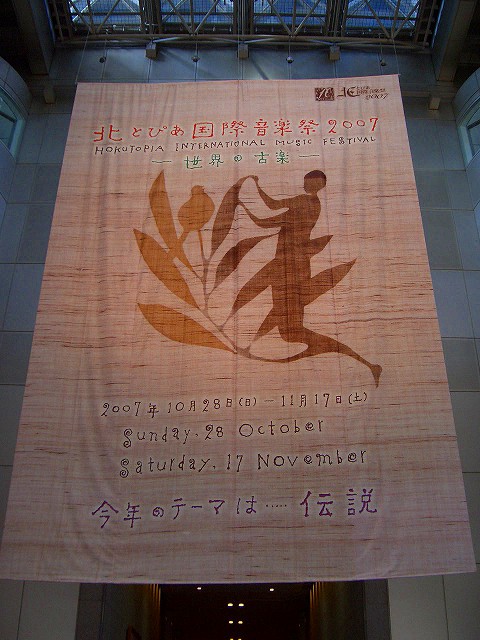 北とぴあ国際音楽祭2007
HOKUTOPIA INTERNATIONAL MUSIC FESTIVAL
―世界の古楽―
2007年10月28日(日)―11月17日(土)
Sunday, 28 October
Saturday, 17 November
今年のテーマは……伝説